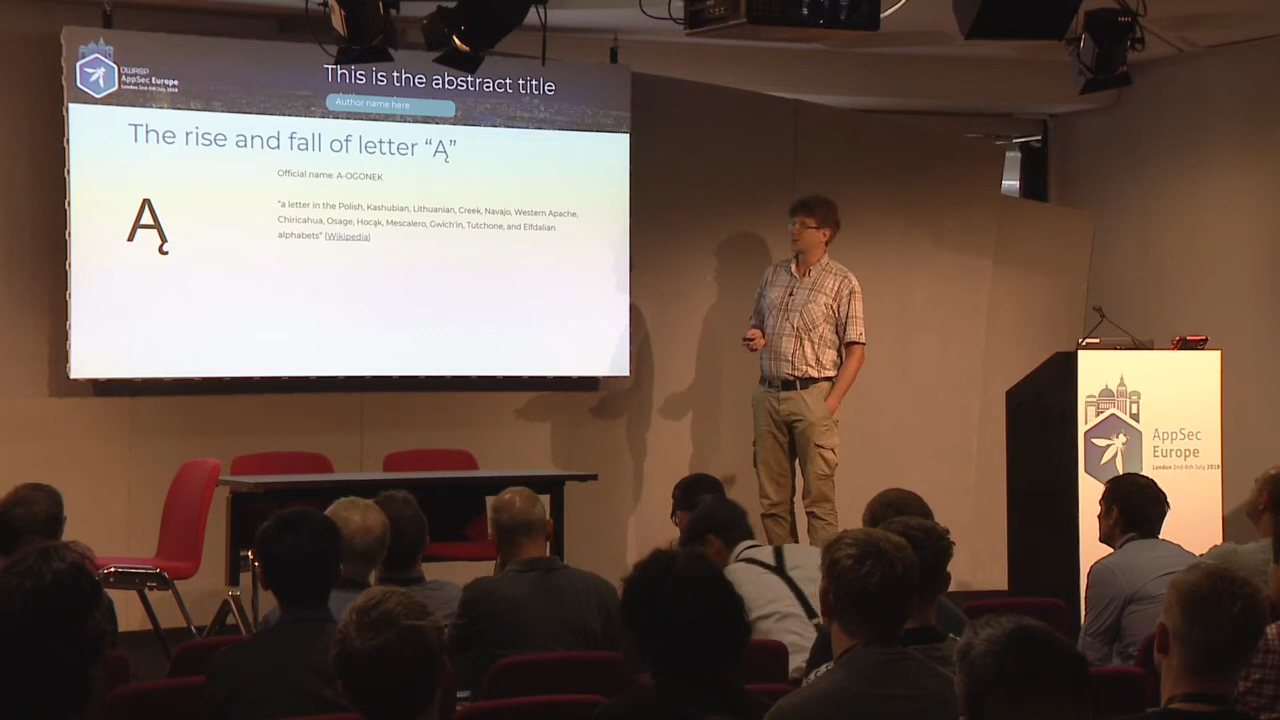 OWASP
AppSec Europe
London 2nd-6th July 2018
This is the abstract title
Author name here
The rise and fall of letter “Ą”
Official name: A-OGONEK
Ą
"a letter in the Polish, Kashubian, Lithuanian, Creek, Navajo, Western Apache,
Chiricahua, Osage, Hocąk, Mescalero, Gwich'in, Tutchone, and Elfdalian
alphabets" (Wikipedia)
AppSec
Europe
London 2nd-6th July 2018